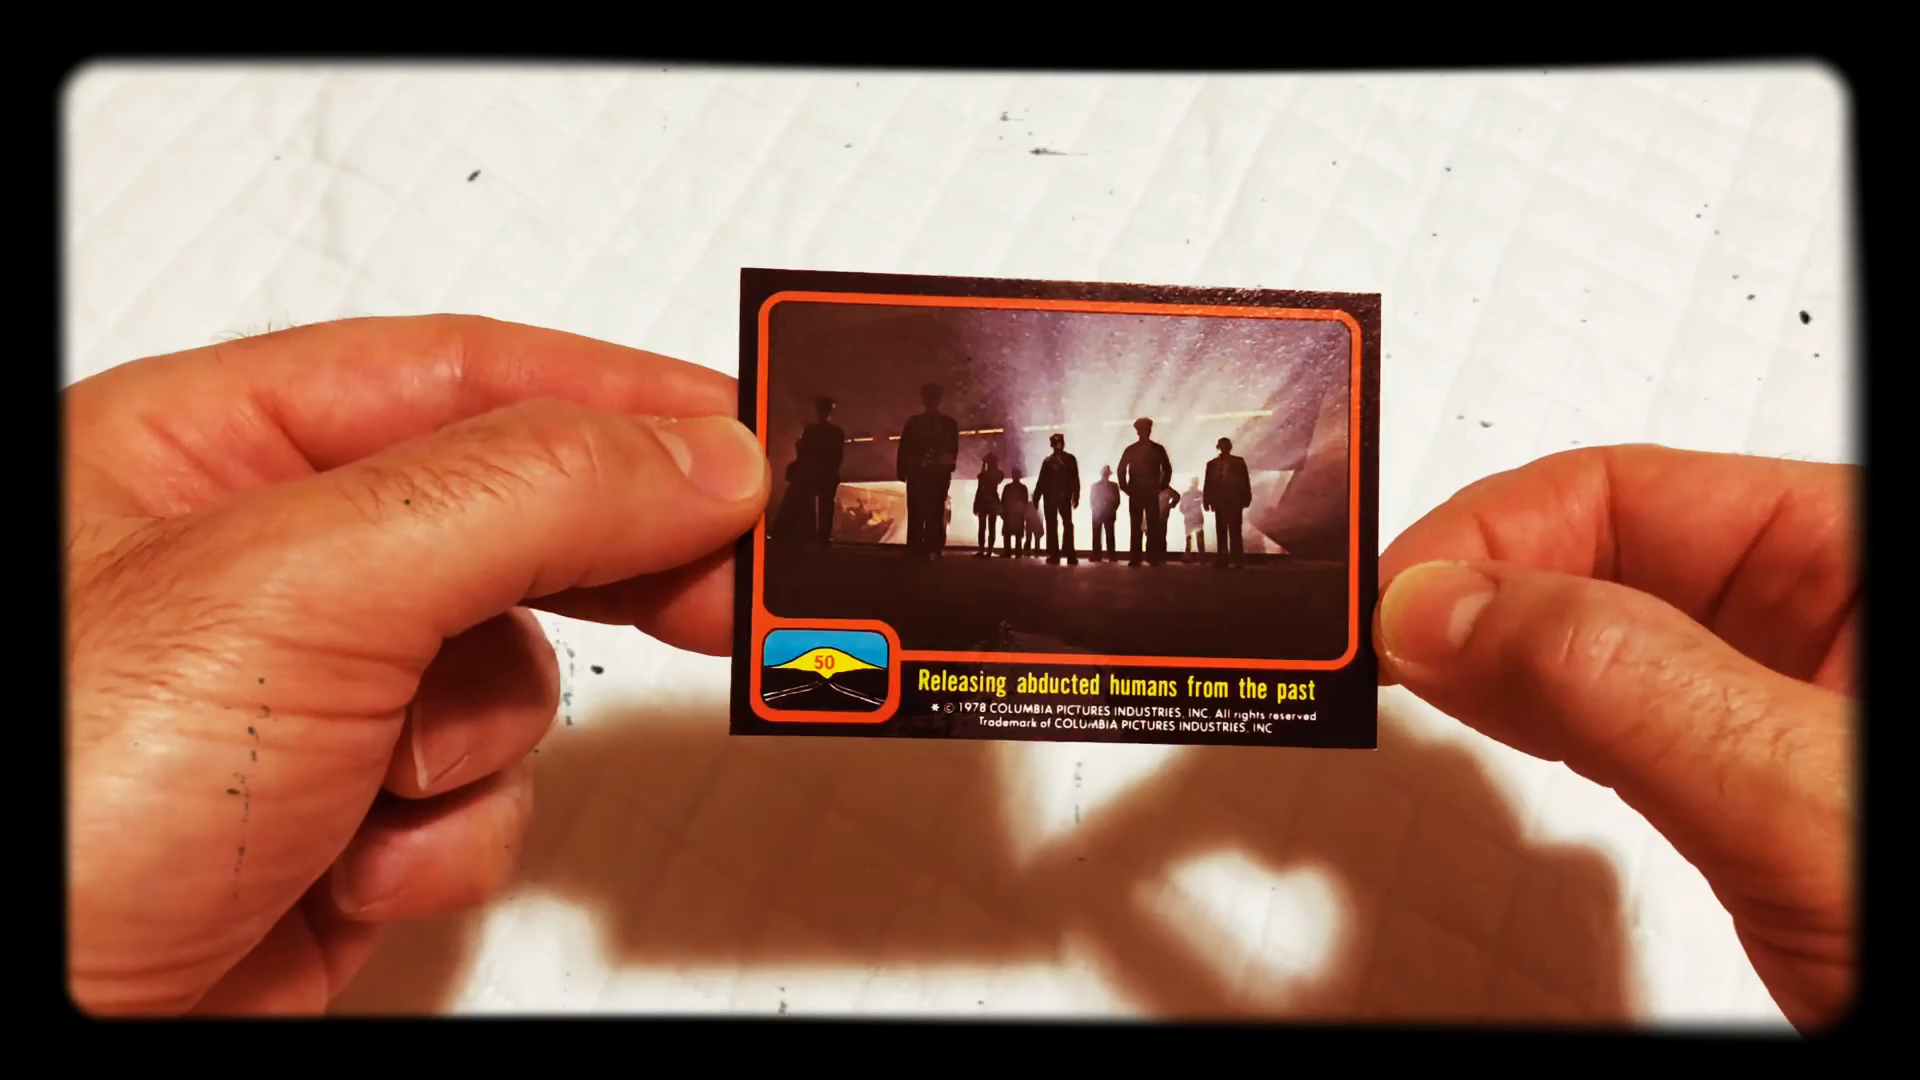 50
Releasing abducted humans from the past
* © 1978 COLUMBIA PICTURES INDUSTRIES, INC. All rights reserved
Trademark of COLUMBIA PICTURES INDUSTRIES, INC